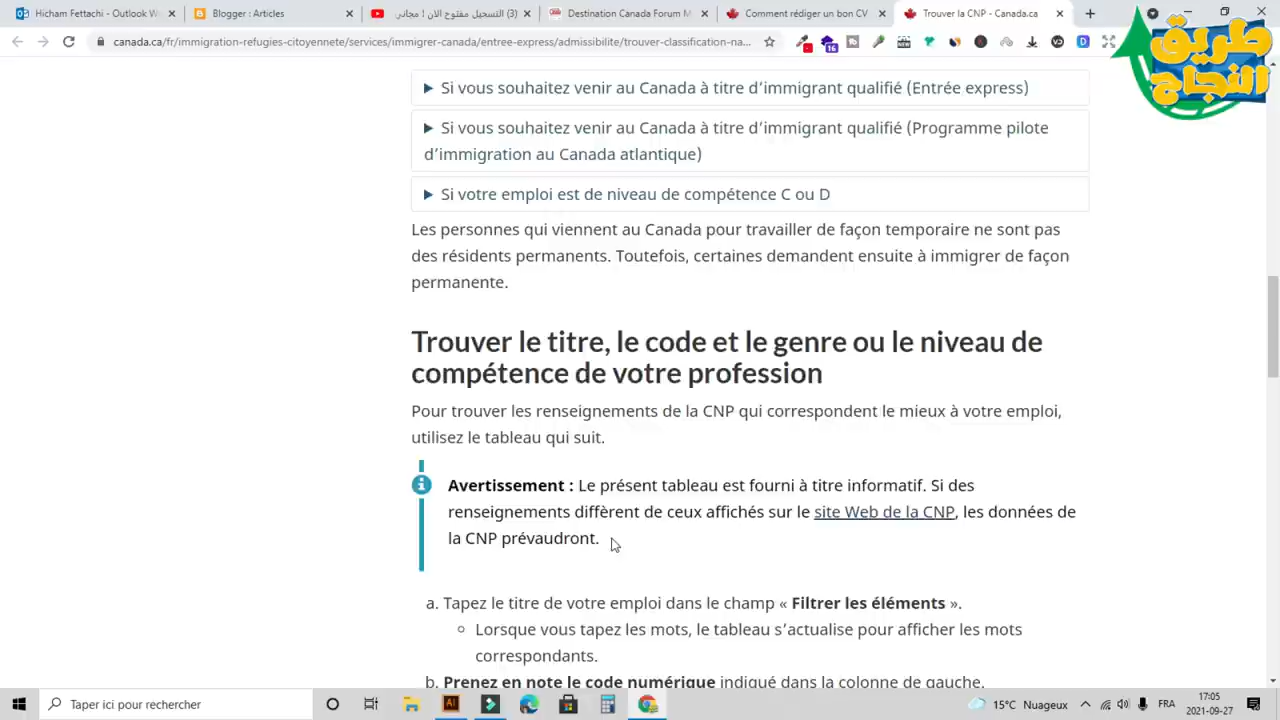 Hicham Fettachi - Outlook W
Blogger : Articles
(3) التسجيل مفتوح الان ! مجاني
Destination Canada Forum M
Comment rédiger un bon CV
Trouver la CNP - Canada.ca
canada.ca/fr/immigration-refugies-citoyennete/services/immigrer-canada/entree-express/admissibilite/trouver-classification-na...
16
طريق
النجاح
Si vous souhaitez venir au Canada à titre d’immigrant qualifié (Entrée express)
Si vous souhaitez venir au Canada à titre d’immigrant qualifié (Programme pilote
d’immigration au Canada atlantique)
Si votre emploi est de niveau de compétence C ou D
Les personnes qui viennent au Canada pour travailler de façon temporaire ne sont pas
des résidents permanents. Toutefois, certaines demandent ensuite à immigrer de façon
permanente.
Trouver le titre, le code et le genre ou le niveau de
compétence de votre profession
Pour trouver les renseignements de la CNP qui correspondent le mieux à votre emploi,
utilisez le tableau qui suit.
Avertissement : Le présent tableau est fourni à titre informatif. Si des
renseignements diffèrent de ceux affichés sur le site Web de la CNP, les données de
la CNP prévaudront.
a. Tapez le titre de votre emploi dans le champ « Filtrer les éléments ».
Lorsque vous tapez les mots, le tableau s’actualise pour afficher les mots
correspondants.
b. Prenez en note le code numérique indiqué dans la colonne de gauche.
Taper ici pour rechercher
15°C Nuageux
FRA
17:05
2021-09-27